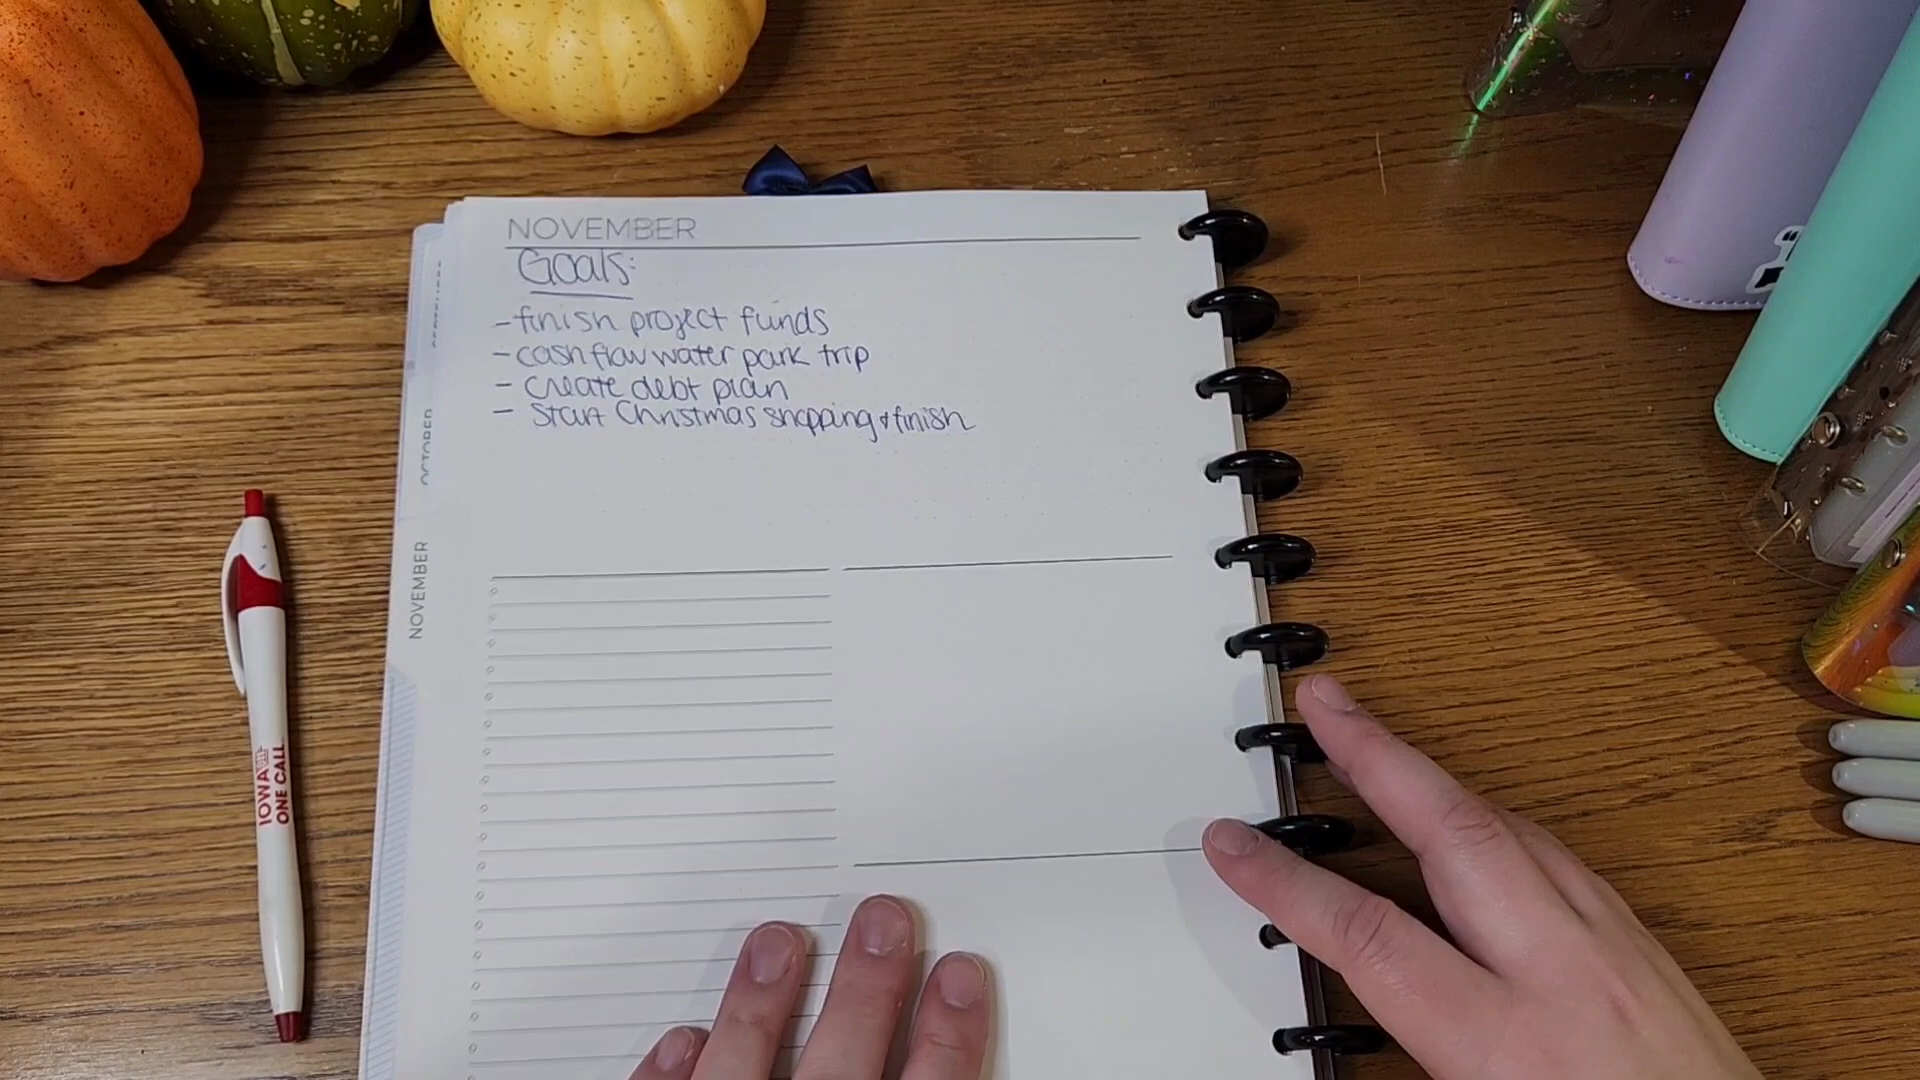 NOVEMBER
Goals:
- finish project funds
- cash flow water park trip
- create debt plan
- Start Christmas shopping & finish
OCTOBER
NOVEMBER
IOWA
ONE CALL